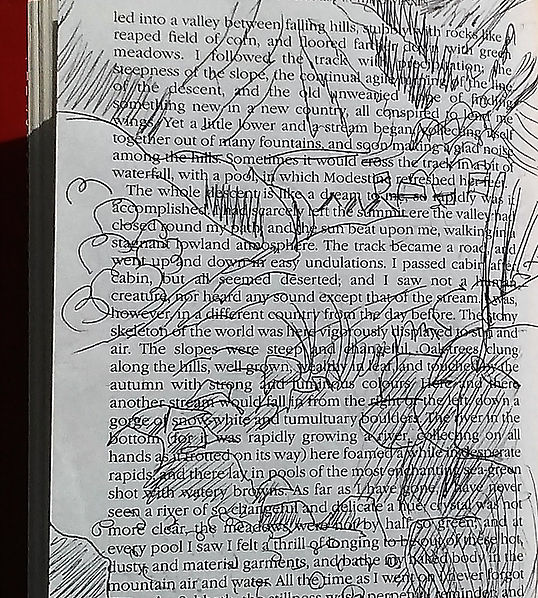 led into a valley between falling hills, stubbly with rocks like a
reaped field of corn, and floored farther down with green
meadows. I followed the track with precipitation; the
steepness of the slope, the continual agile turning of the line
of the descent, and the old unwearied hope of finding
something new in a new country, all conspired to lend me
wings. Yet a little lower and a stream began, collecting itself
together out of many fountains, and soon making a glad noise
among the hills. Sometimes it would cross the track in a bit of
waterfall, with a pool, in which Modestine refreshed her feet.
The whole descent is like a dream to me, so rapidly was it
accomplished. I had scarcely left the summit ere the valley had
closed round my path, and the sun beat upon me, walking in a
stagnant lowland atmosphere. The track became a road, and
went up and down in easy undulations. I passed cabin after
cabin, but all seemed deserted; and I saw not a human
creature, nor heard any sound except that of the stream. I was,
however, in a different country from the day before. The stony
skeleton of the world was here vigorously displayed to sun and
air. The slopes were steep and changeful. Oak trees clung
along the hills, well grown, wealthy in leaf, and touched by the
autumn with strong and luminous colours. Here and there
another stream would fall in from the right or the left, down a
gorge of snow-white and tumultuary boulders. The river in the
bottom (for it was rapidly growing a river, collecting on all
hands as it trotted on its way) here foamed a while in desperate
rapids, and there lay in pools of the most enchanting sea-green
shot with watery browns. As far as I have gone, I have never
seen a river of so changeful and delicate a hue; crystal was not
more clear, the meadows were not by half so green; and at
every pool I saw I felt a thrill of longing to be out of these hot,
dusty, and material garments, and bathe my naked body in the
mountain air and water. All the time as I went on I never forgot
the stillness was a perpetual reminder; and